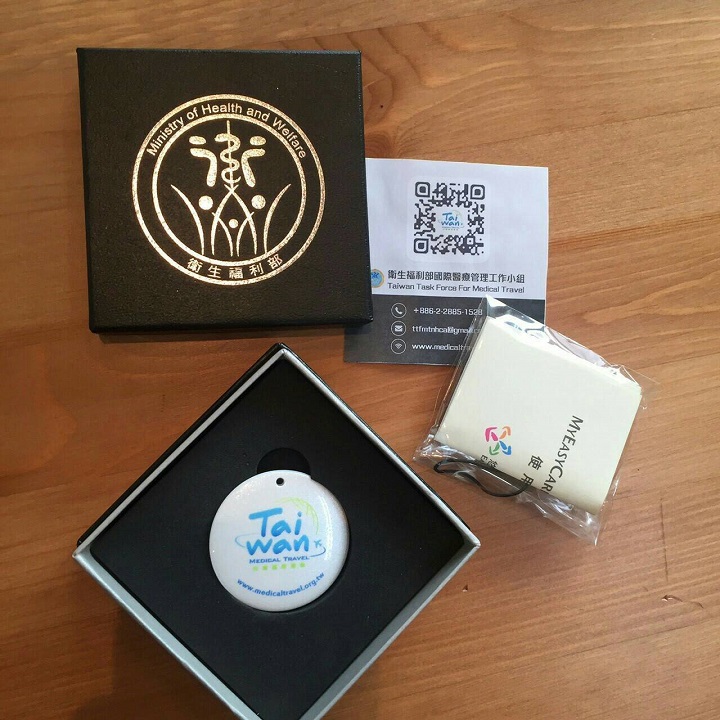 Ministry of Health and Welfare
衛生福利部
Tai
wan
衛生福利部國際醫療管理工作小組
Taiwan Task Force For Medical Travel
+886-2-2885-1528
www.medicaltrav
MYEASYCAR
使用
Tai
wan
MEDICAL TRAVEL
www.medicaltravel.org.tw